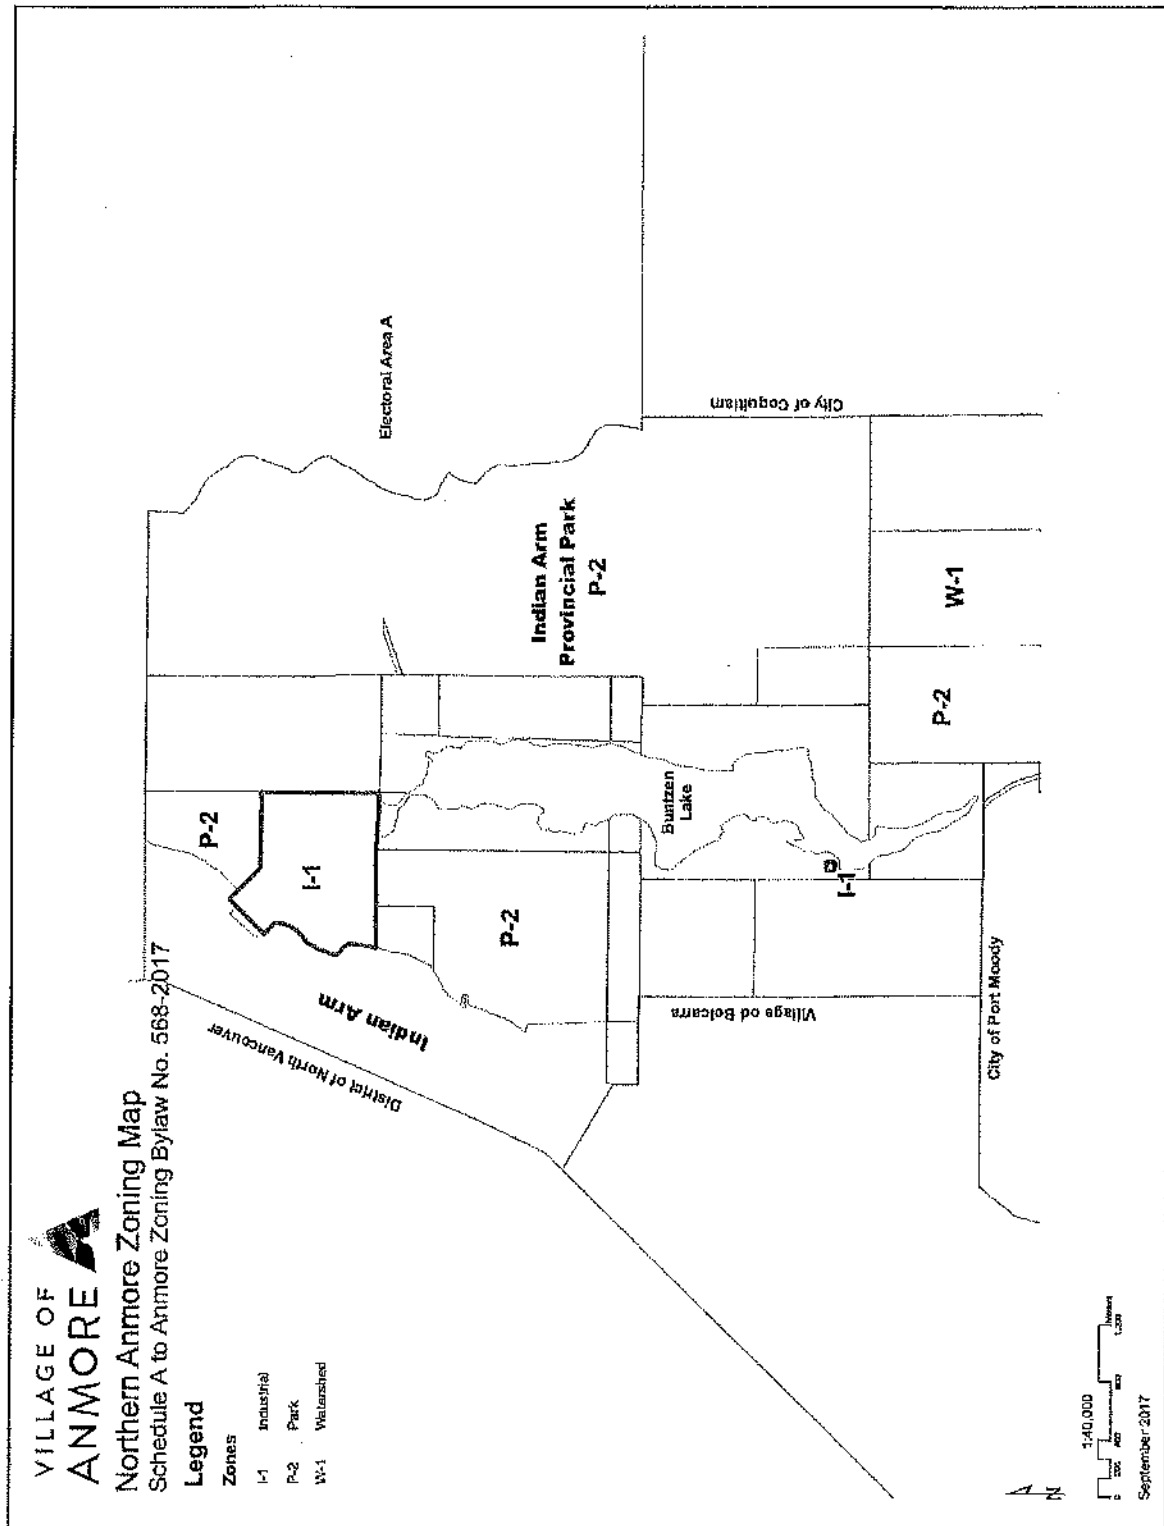 VILLAGE OF
ANMORE
Northern Anmore Zoning Map
Schedule A to Anmore Zoning Bylaw No. 568-2017
Legend
Zones
I-1 Industrial
P-2 Park
W-1 Watershed
District of North Vancouver
Indian Arm
P-2
I-1
P-2
Electoral Area A
Indian Arm
Provincial Park
P-2
Buntzen
Lake
I-1
Village od Bolcarra
City of Coquitlam
P-2
W-1
City of Port Moody
N
1:40,000
0
September 2017